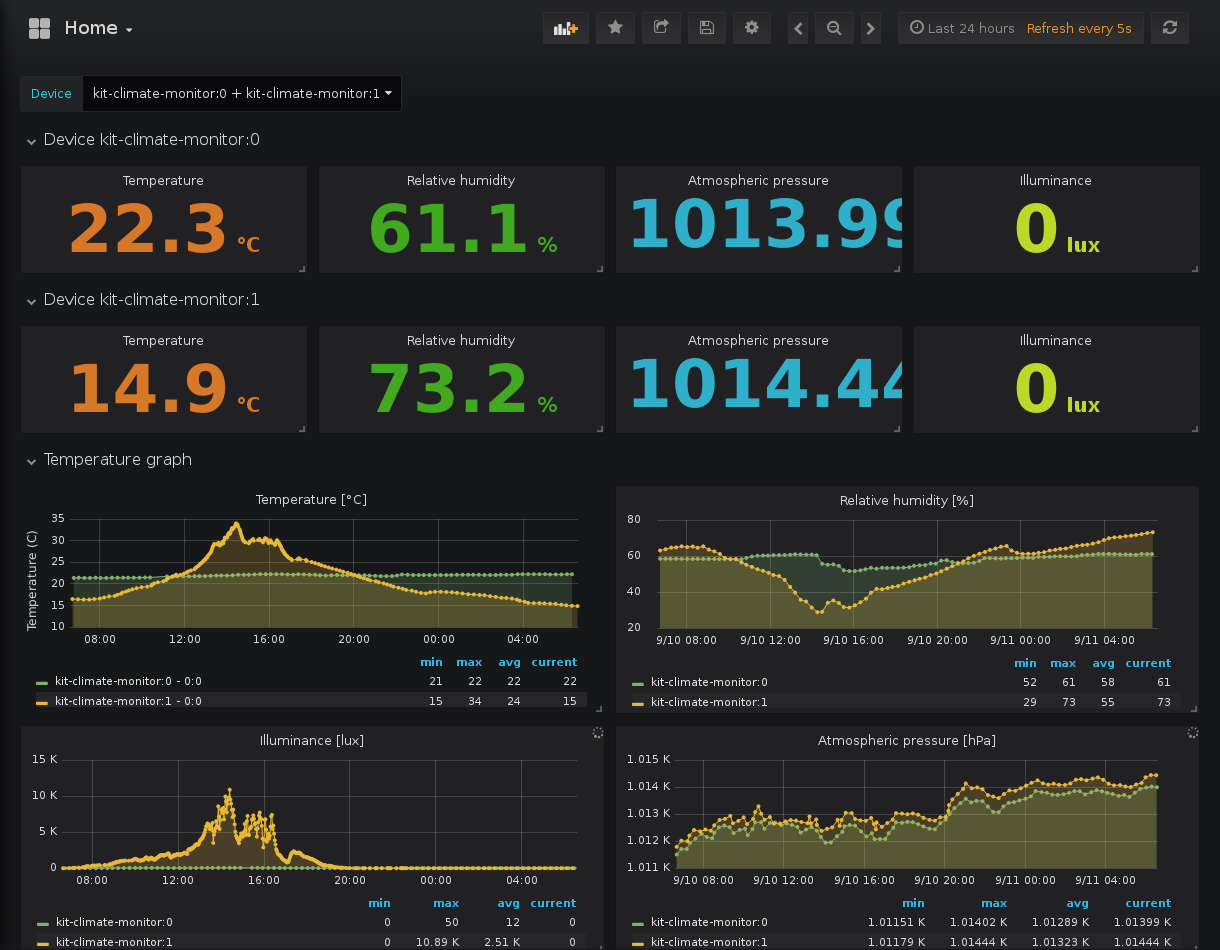 Home
Last 24 hours Refresh every 5s
Device kit-climate-monitor:0 + kit-climate-monitor:1
Device kit-climate-monitor:0
Temperature Relative humidity Atmospheric pressure Illuminance
22.3 °C 61.1 % 1013.99 0 lux
Device kit-climate-monitor:1
Temperature Relative humidity Atmospheric pressure Illuminance
14.9 °C 73.2 % 1014.44 0 lux
Temperature graph
Temperature [°C]
Temperature (C)
35
30
25
20
15
10
08:00 12:00 16:00 20:00 00:00 04:00
min max avg current
kit-climate-monitor:0 - 0:0 21 22 22 22
kit-climate-monitor:1 - 0:0 15 34 24 15
Relative humidity [%]
80
60
40
20
9/10 08:00 9/10 12:00 9/10 16:00 9/10 20:00 9/11 00:00 9/11 04:00
min max avg current
kit-climate-monitor:0 52 61 58 61
kit-climate-monitor:1 29 73 55 73
Illuminance [lux]
15 K
10 K
5 K
0
08:00 12:00 16:00 20:00 00:00 04:00
min max avg current
kit-climate-monitor:0 0 50 12 0
kit-climate-monitor:1 0 10.89 K 2.51 K 0
Atmospheric pressure [hPa]
1.015 K
1.014 K
1.013 K
1.012 K
1.011 K
9/10 08:00 9/10 12:00 9/10 16:00 9/10 20:00 9/11 00:00 9/11 04:00
min max avg current
kit-climate-monitor:0 1.01151 K 1.01402 K 1.01289 K 1.01399 K
kit-climate-monitor:1 1.01179 K 1.01444 K 1.01323 K 1.01444 K